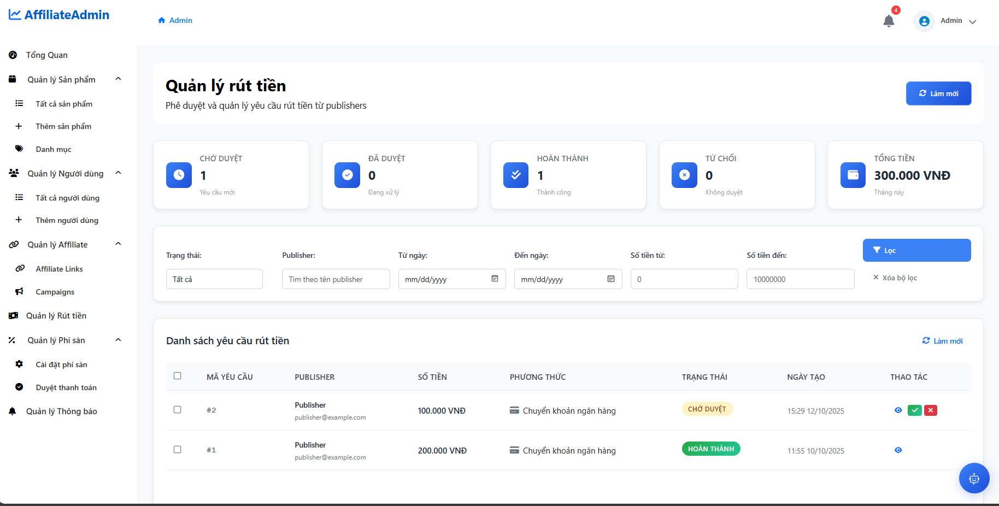 AffiliateAdmin
Admin
4
Admin
Tổng Quan
Quản lý Sản phẩm
Tất cả sản phẩm
Thêm sản phẩm
Danh mục
Quản lý Người dùng
Tất cả người dùng
Thêm người dùng
Quản lý Affiliate
Affiliate Links
Campaigns
Quản lý Rút tiền
Quản lý Phí sàn
Cài đặt phí sàn
Duyệt thanh toán
Quản lý Thông báo
Quản lý rút tiền
Phê duyệt và quản lý yêu cầu rút tiền từ publishers
Làm mới
CHỜ DUYỆT
1
Yêu cầu mới
ĐÃ DUYỆT
0
Đang xử lý
HOÀN THÀNH
1
Thành công
TỪ CHỐI
0
Không duyệt
TỔNG TIỀN
300.000 VNĐ
Tháng này
Trạng thái:
Tất cả
Publisher:
Tìm theo tên publisher
Từ ngày:
mm/dd/yyyy
Đến ngày:
mm/dd/yyyy
Số tiền từ:
0
Số tiền đến:
10000000
Lọc
Xóa bộ lọc
Danh sách yêu cầu rút tiền
Làm mới
MÃ YÊU CẦU PUBLISHER SỐ TIỀN PHƯƠNG THỨC TRẠNG THÁI NGÀY TẠO THAO TÁC
#2 Publisher 100.000 VNĐ Chuyển khoản ngân hàng CHỜ DUYỆT 15:29 12/10/2025
publisher@example.com
#1 Publisher 200.000 VNĐ Chuyển khoản ngân hàng HOÀN THÀNH 11:55 10/10/2025
publisher@example.com